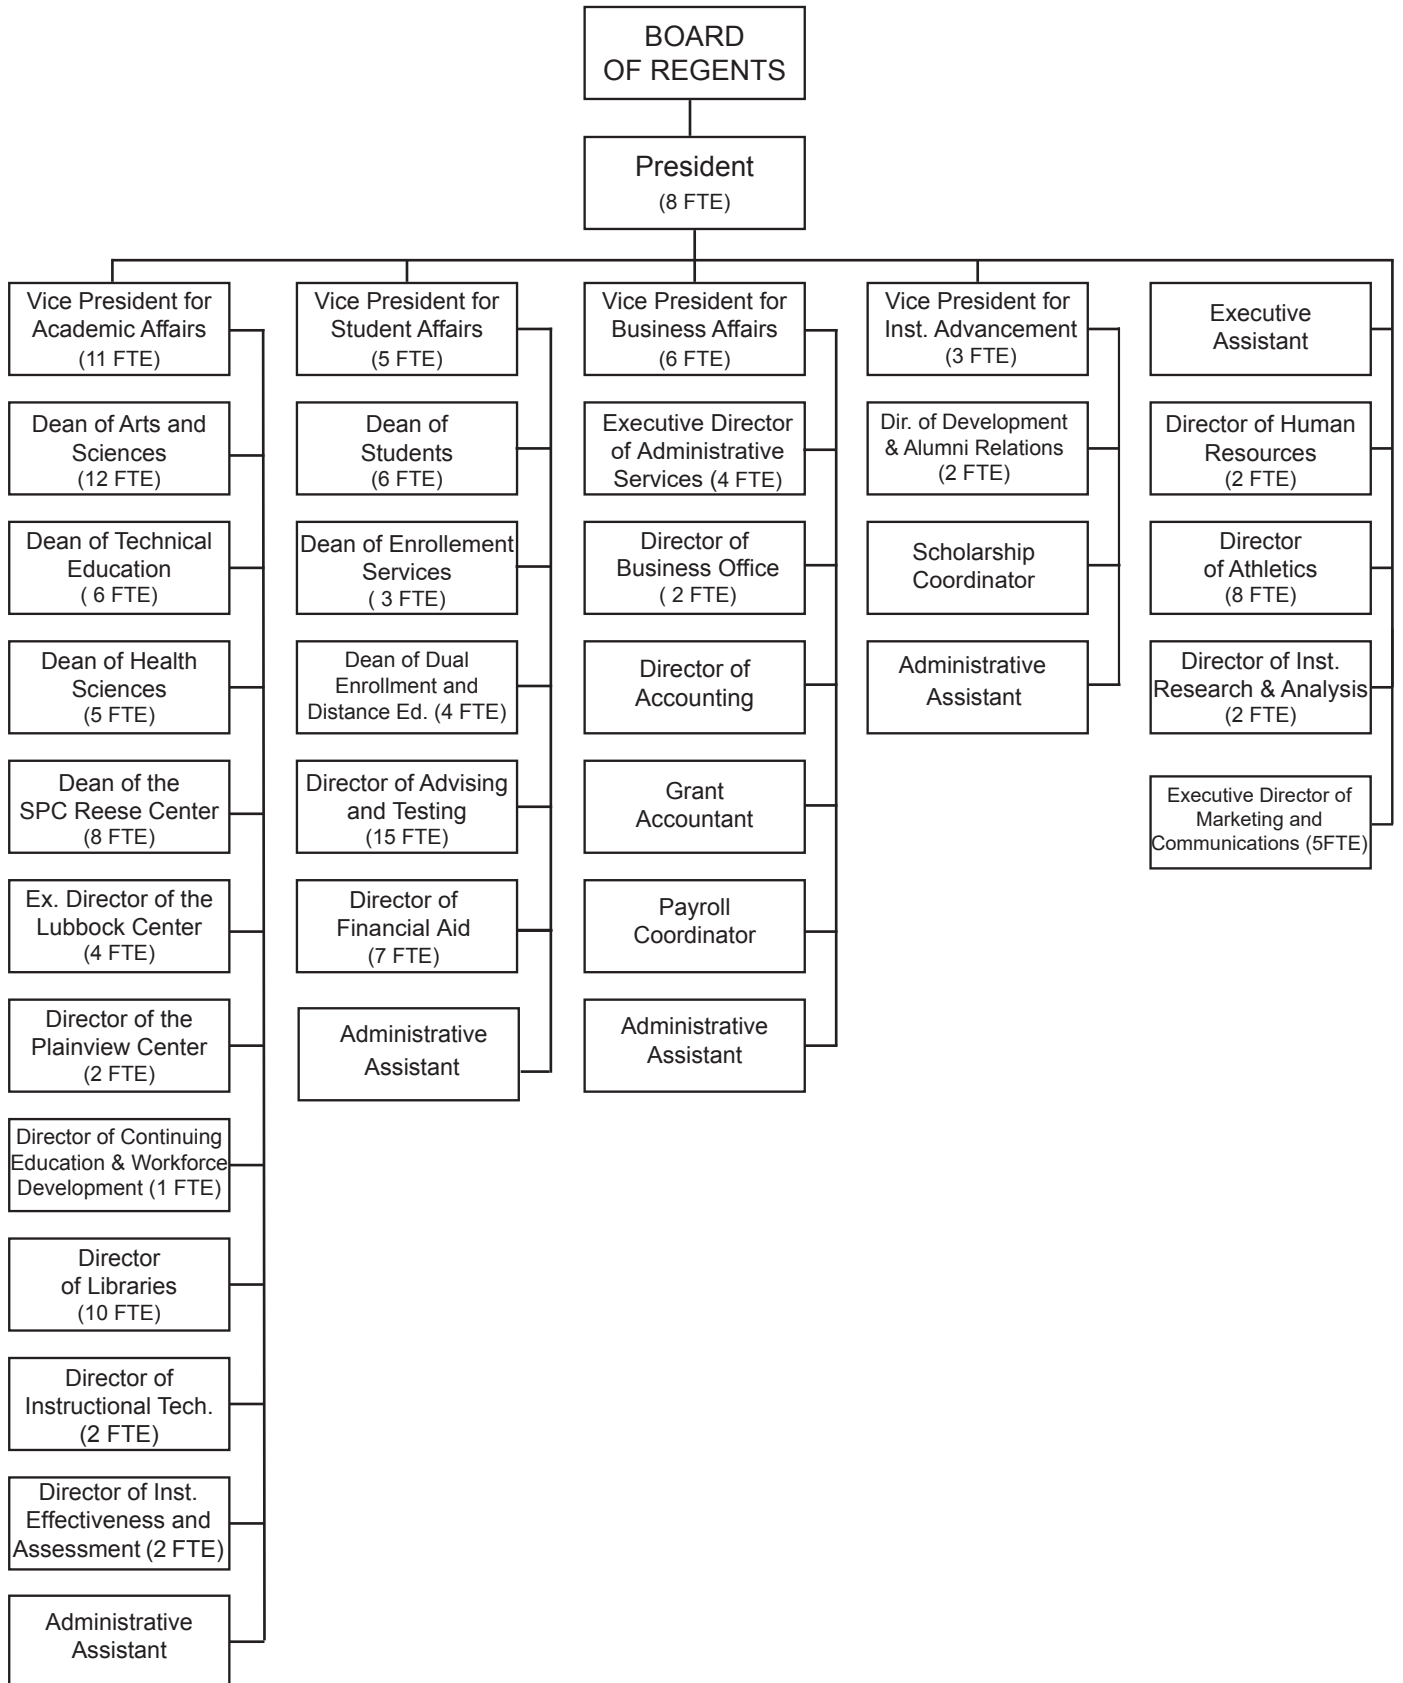 BOARD
OF REGENTS
President
(8 FTE)
Vice President for
Academic Affairs
(11 FTE)
Dean of Arts and
Sciences
(12 FTE)
Dean of Technical
Education
( 6 FTE)
Dean of Health
Sciences
(5 FTE)
Dean of the
SPC Reese Center
(8 FTE)
Ex. Director of the
Lubbock Center
(4 FTE)
Director of the
Plainview Center
(2 FTE)
Director of Continuing
Education & Workforce
Development (1 FTE)
Director
of Libraries
(10 FTE)
Director of
Instructional Tech.
(2 FTE)
Director of Inst.
Effectiveness and
Assessment (2 FTE)
Administrative
Assistant
Vice President for
Student Affairs
(5 FTE)
Dean of
Students
(6 FTE)
Dean of Enrollement
Services
( 3 FTE)
Dean of Dual
Enrollment and
Distance Ed. (4 FTE)
Director of Advising
and Testing
(15 FTE)
Director of
Financial Aid
(7 FTE)
Administrative
Assistant
Vice President for
Business Affairs
(6 FTE)
Executive Director
of Administrative
Services (4 FTE)
Director of
Business Office
( 2 FTE)
Director of
Accounting
Grant
Accountant
Payroll
Coordinator
Administrative
Assistant
Vice President for
Inst. Advancement
(3 FTE)
Dir. of Development
& Alumni Relations
(2 FTE)
Scholarship
Coordinator
Administrative
Assistant
Executive
Assistant
Director of Human
Resources
(2 FTE)
Director
of Athletics
(8 FTE)
Director of Inst.
Research & Analysis
(2 FTE)
Executive Director of
Marketing and
Communications (5FTE)